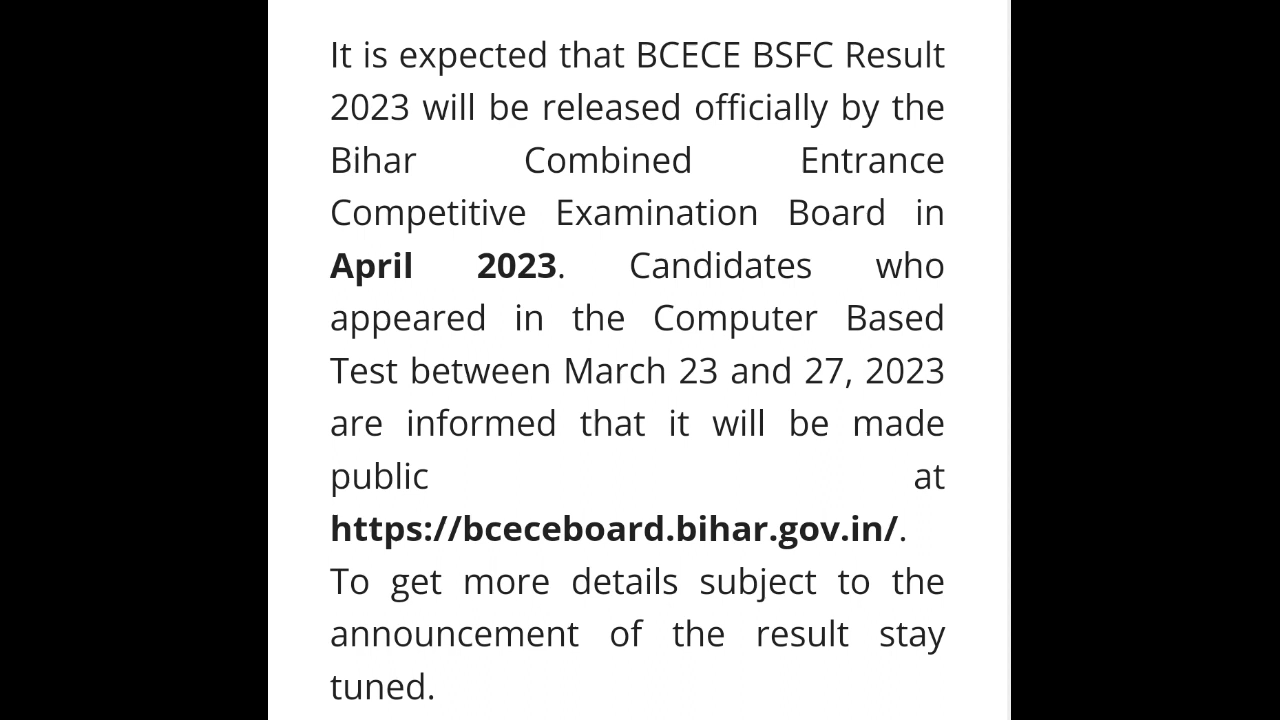 It is expected that BCECE BSFC Result
2023 will be released officially by the
Bihar Combined Entrance
Competitive Examination Board in
April 2023. Candidates who
appeared in the Computer Based
Test between March 23 and 27, 2023
are informed that it will be made
public at
https://bceceboard.bihar.gov.in/.
To get more details subject to the
announcement of the result stay
tuned.